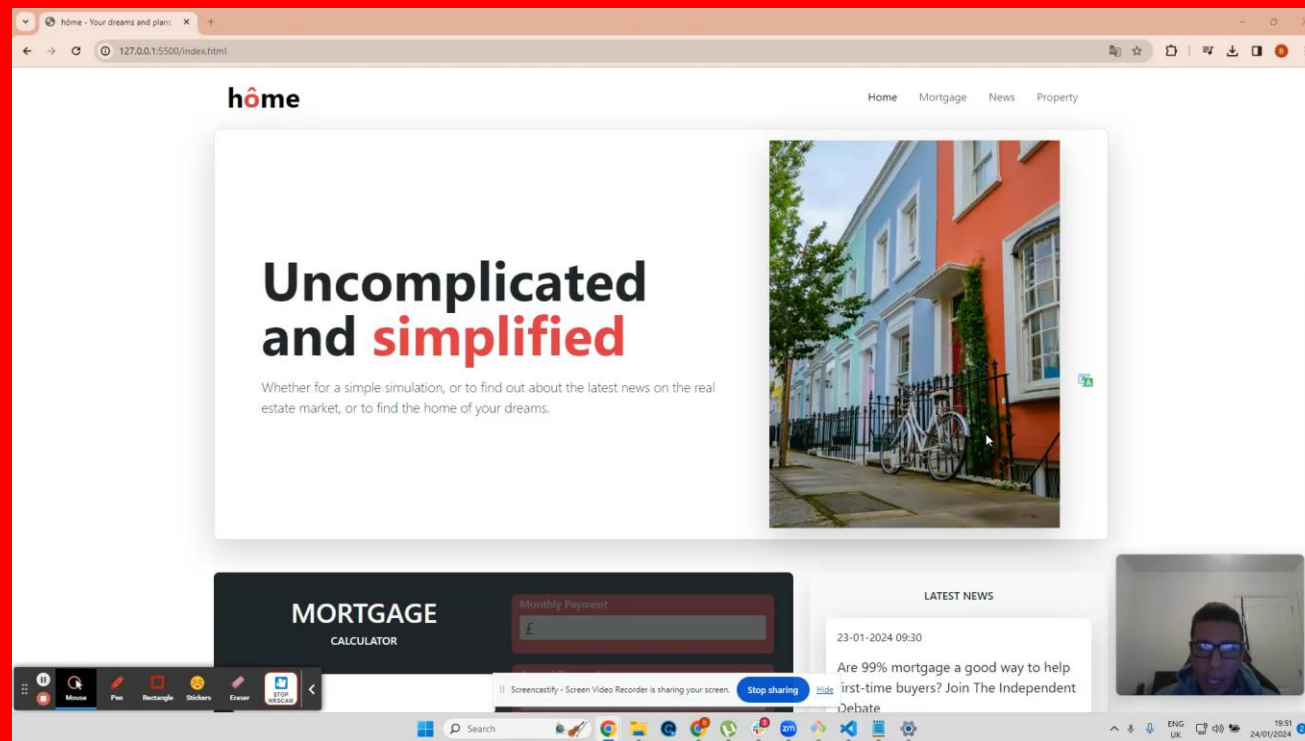 hôme - Your dreams and plans
127.0.0.1:5500/index.html
B
hôme
Home Mortgage News Property
Uncomplicated
and simplified
Whether for a simple simulation, or to find out about the latest news on the real
estate market, or to find the home of your dreams.
MORTGAGE
CALCULATOR
Monthly Payment
£
LATEST NEWS
23-01-2024 09:30
Are 99% mortgage a good way to help
first-time buyers? Join The Independent
Debate
Mouse Pen Rectangle Stickers Eraser STOP WEBCAM
Screencastify - Screen Video Recorder is sharing your screen. Stop sharing Hide
Search
zm
ENG
UK
19:51
24/01/2024